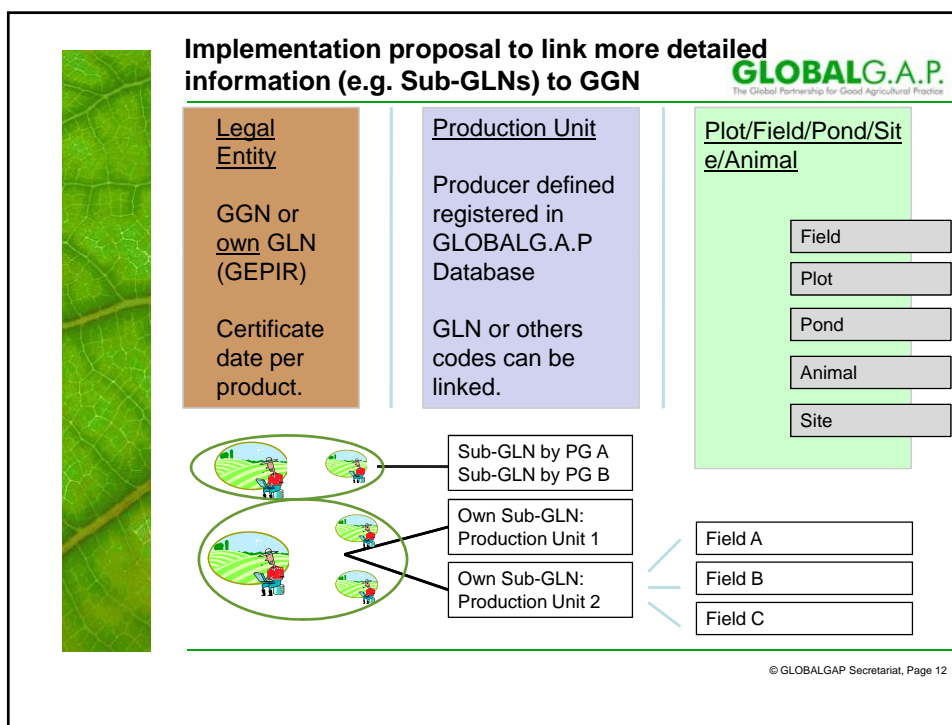 Implementation proposal to link more detailed
information (e.g. Sub-GLNs) to GGN
GLOBALG.A.P.
The Global Partnership for Good Agricultural Practice
Legal
Entity
GGN or
own GLN
(GEPIR)
Certificate
date per
product.
Production Unit
Producer defined
registered in
GLOBALG.A.P
Database
GLN or others
codes can be
linked.
Plot/Field/Pond/Sit
e/Animal
Field
Plot
Pond
Animal
Site
Sub-GLN by PG A
Sub-GLN by PG B
Own Sub-GLN:
Production Unit 1
Own Sub-GLN:
Production Unit 2
Field A
Field B
Field C
© GLOBALGAP Secretariat, Page 12